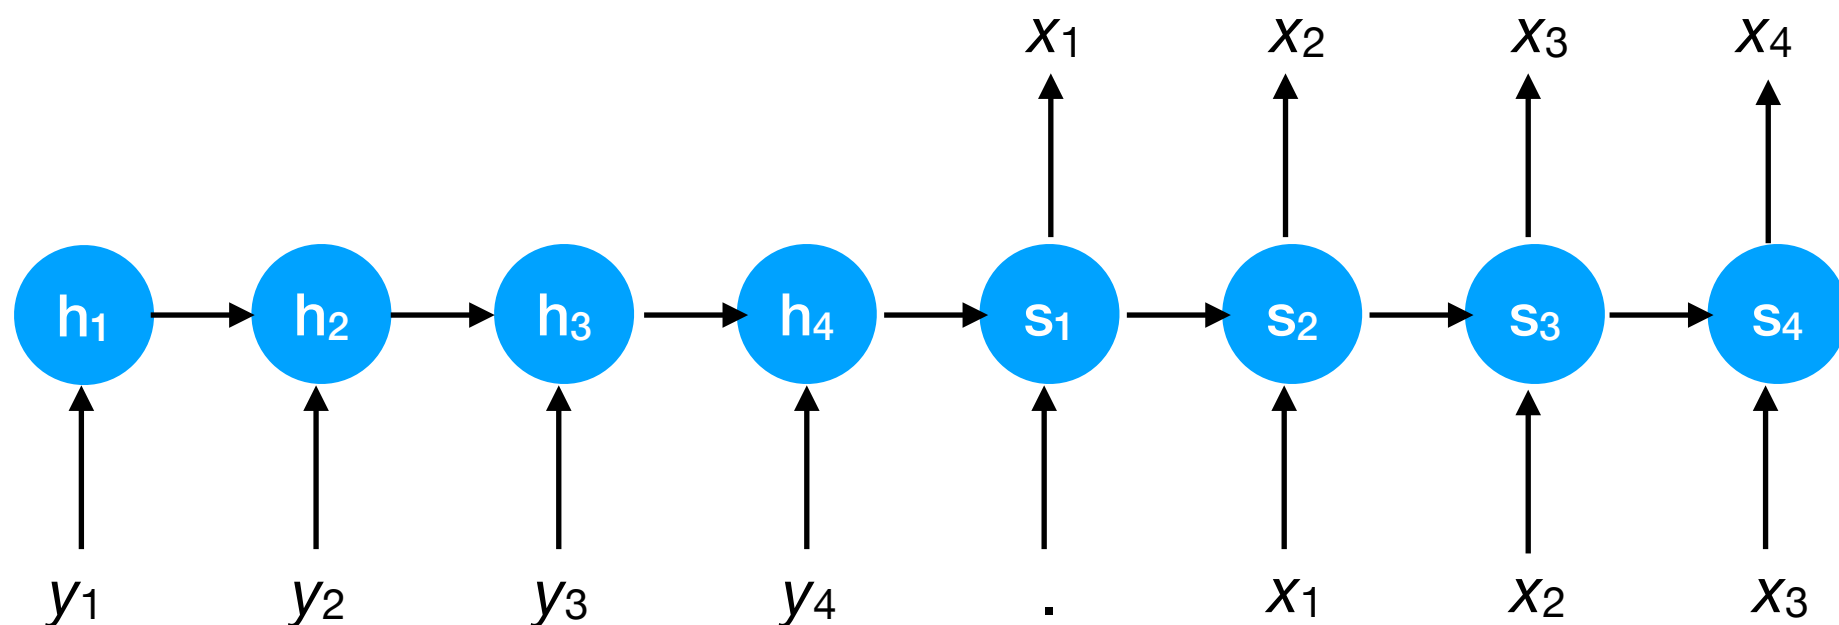 x₁ x₂ x₃ x₄
h₁ h₂ h₃ h₄ s₁ s₂ s₃ s₄
y₁ y₂ y₃ y₄ . x₁ x₂ x₃